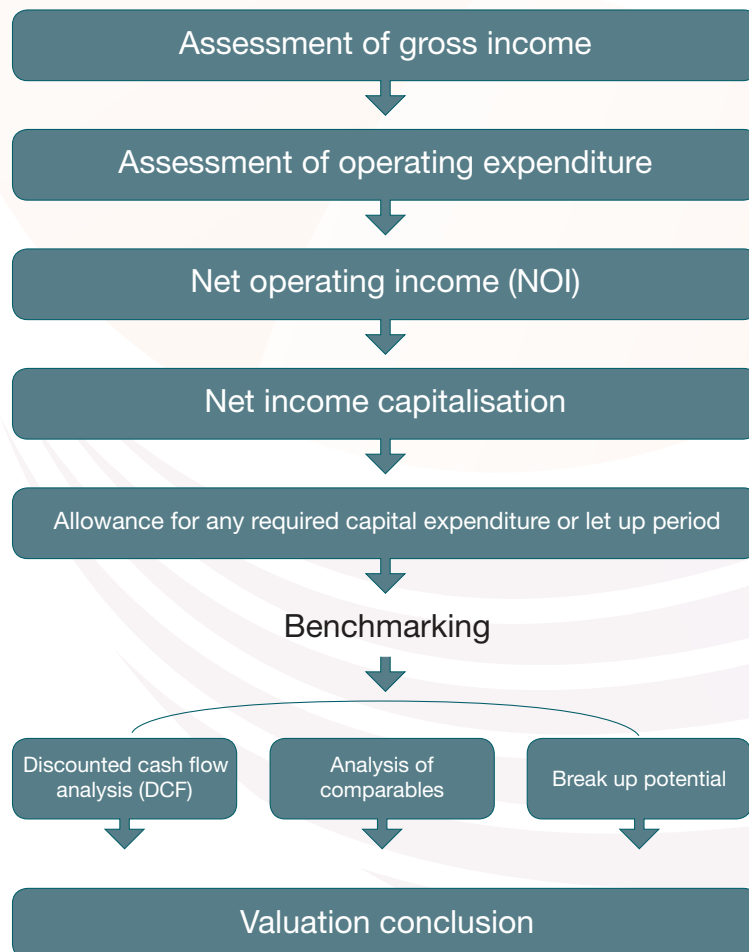 Assessment of gross income
Assessment of operating expenditure
Net operating income (NOI)
Net income capitalisation
Allowance for any required capital expenditure or let up period
Benchmarking
Discounted cash flow
analysis (DCF)
Analysis of
comparables
Break up potential
Valuation conclusion